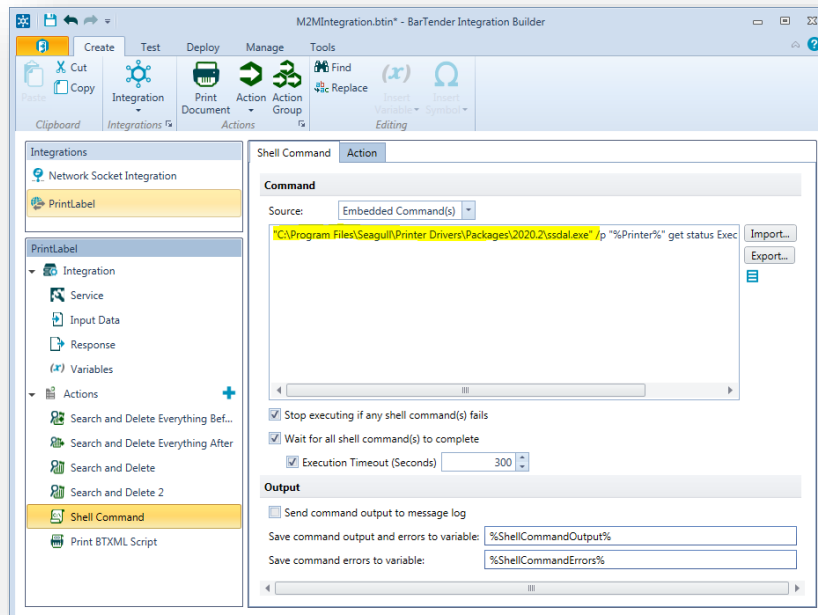 M2MIntegration.btin* - BarTender Integration Builder
Create Test Deploy Manage Tools
Paste
Cut
Copy
Clipboard
Integration
Integrations
Print Document
Action
Action Group
Actions
Find
Replace
Insert Variable
Insert Symbol
Editing
Integrations
Network Socket Integration
PrintLabel
PrintLabel
Integration
Service
Input Data
Response
(x) Variables
Actions
Search and Delete Everything Bef...
Search and Delete Everything After
Search and Delete
Search and Delete 2
Shell Command
Print BTXML Script
Shell Command Action
Command
Source: Embedded Command(s)
"C:\Program Files\Seagull\Printer Drivers\Packages\2020.2\ssdal.exe" /p "%Printer%" get status Exec
Import...
Export...
Stop executing if any shell command(s) fails
Wait for all shell command(s) to complete
Execution Timeout (Seconds) 300
Output
Send command output to message log
Save command output and errors to variable: %ShellCommandOutput%
Save command errors to variable: %ShellCommandErrors%